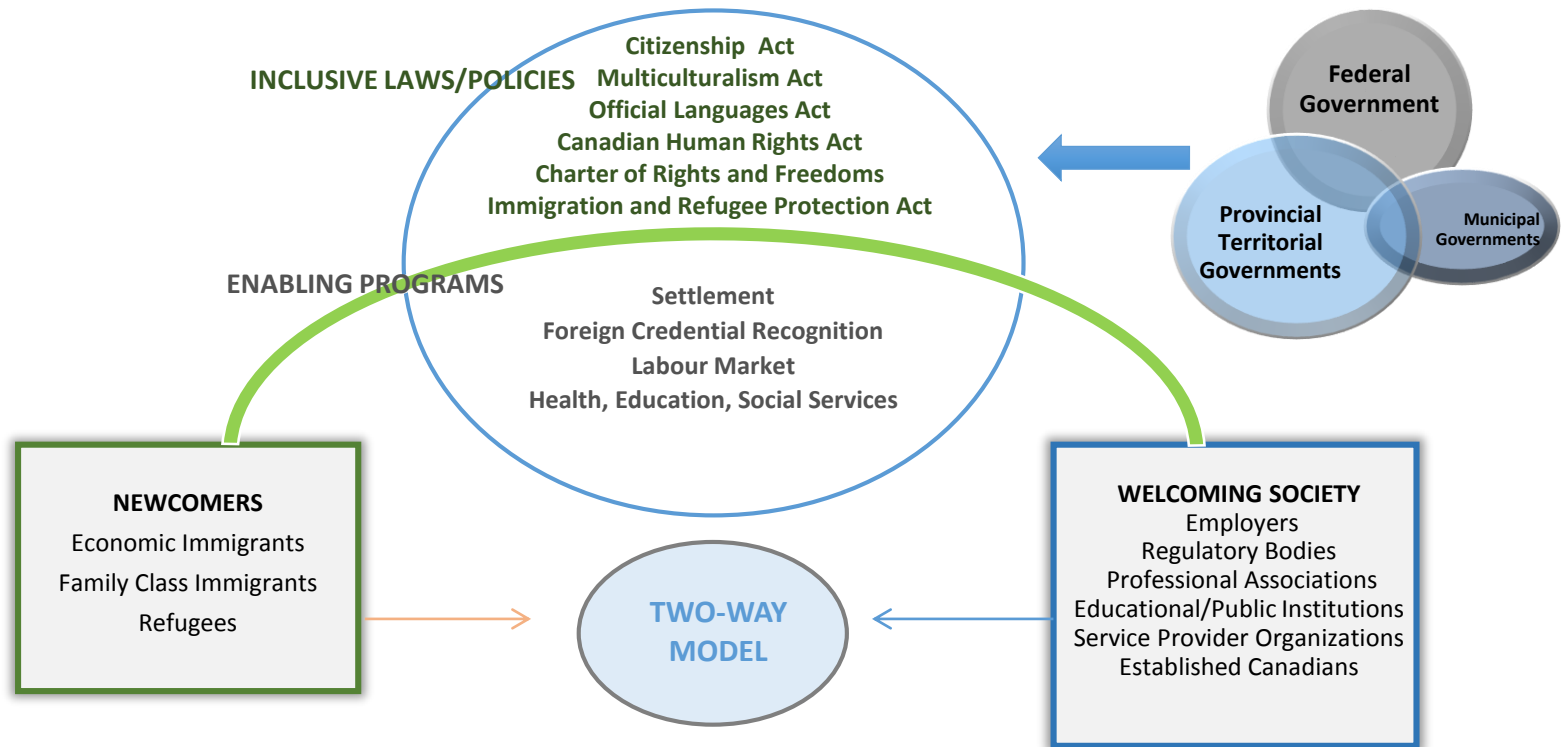 INCLUSIVE LAWS/POLICIES
Citizenship Act
Multiculturalism Act
Official Languages Act
Canadian Human Rights Act
Charter of Rights and Freedoms
Immigration and Refugee Protection Act
Federal
Government
Provincial
Territorial
Governments
Municipal
Governments
ENABLING PROGRAMS
Settlement
Foreign Credential Recognition
Labour Market
Health, Education, Social Services
NEWCOMERS
Economic Immigrants
Family Class Immigrants
Refugees
TWO-WAY
MODEL
WELCOMING SOCIETY
Employers
Regulatory Bodies
Professional Associations
Educational/Public Institutions
Service Provider Organizations
Established Canadians